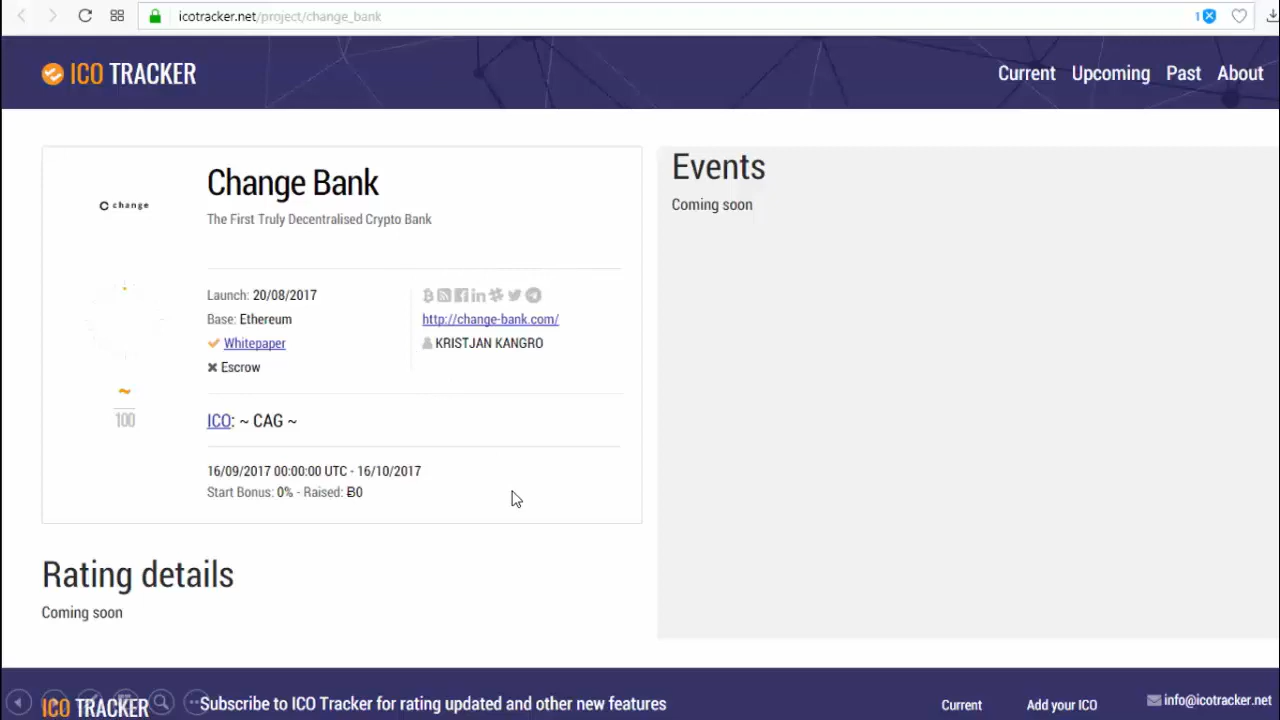 icotracker.net/project/change_bank
1
ICO TRACKER
Current Upcoming Past About
change
Change Bank
The First Truly Decentralised Crypto Bank
Launch: 20/08/2017
Base: Ethereum
Whitepaper
Escrow
http://change-bank.com/
KRISTJAN KANGRO
~
100
ICO: ~ CAG ~
16/09/2017 00:00:00 UTC - 16/10/2017
Start Bonus: 0% - Raised: Ƀ0
Rating details
Coming soon
Events
Coming soon
ICO TRACKER
Subscribe to ICO Tracker for rating updated and other new features
Current
Add your ICO
info@icotracker.net